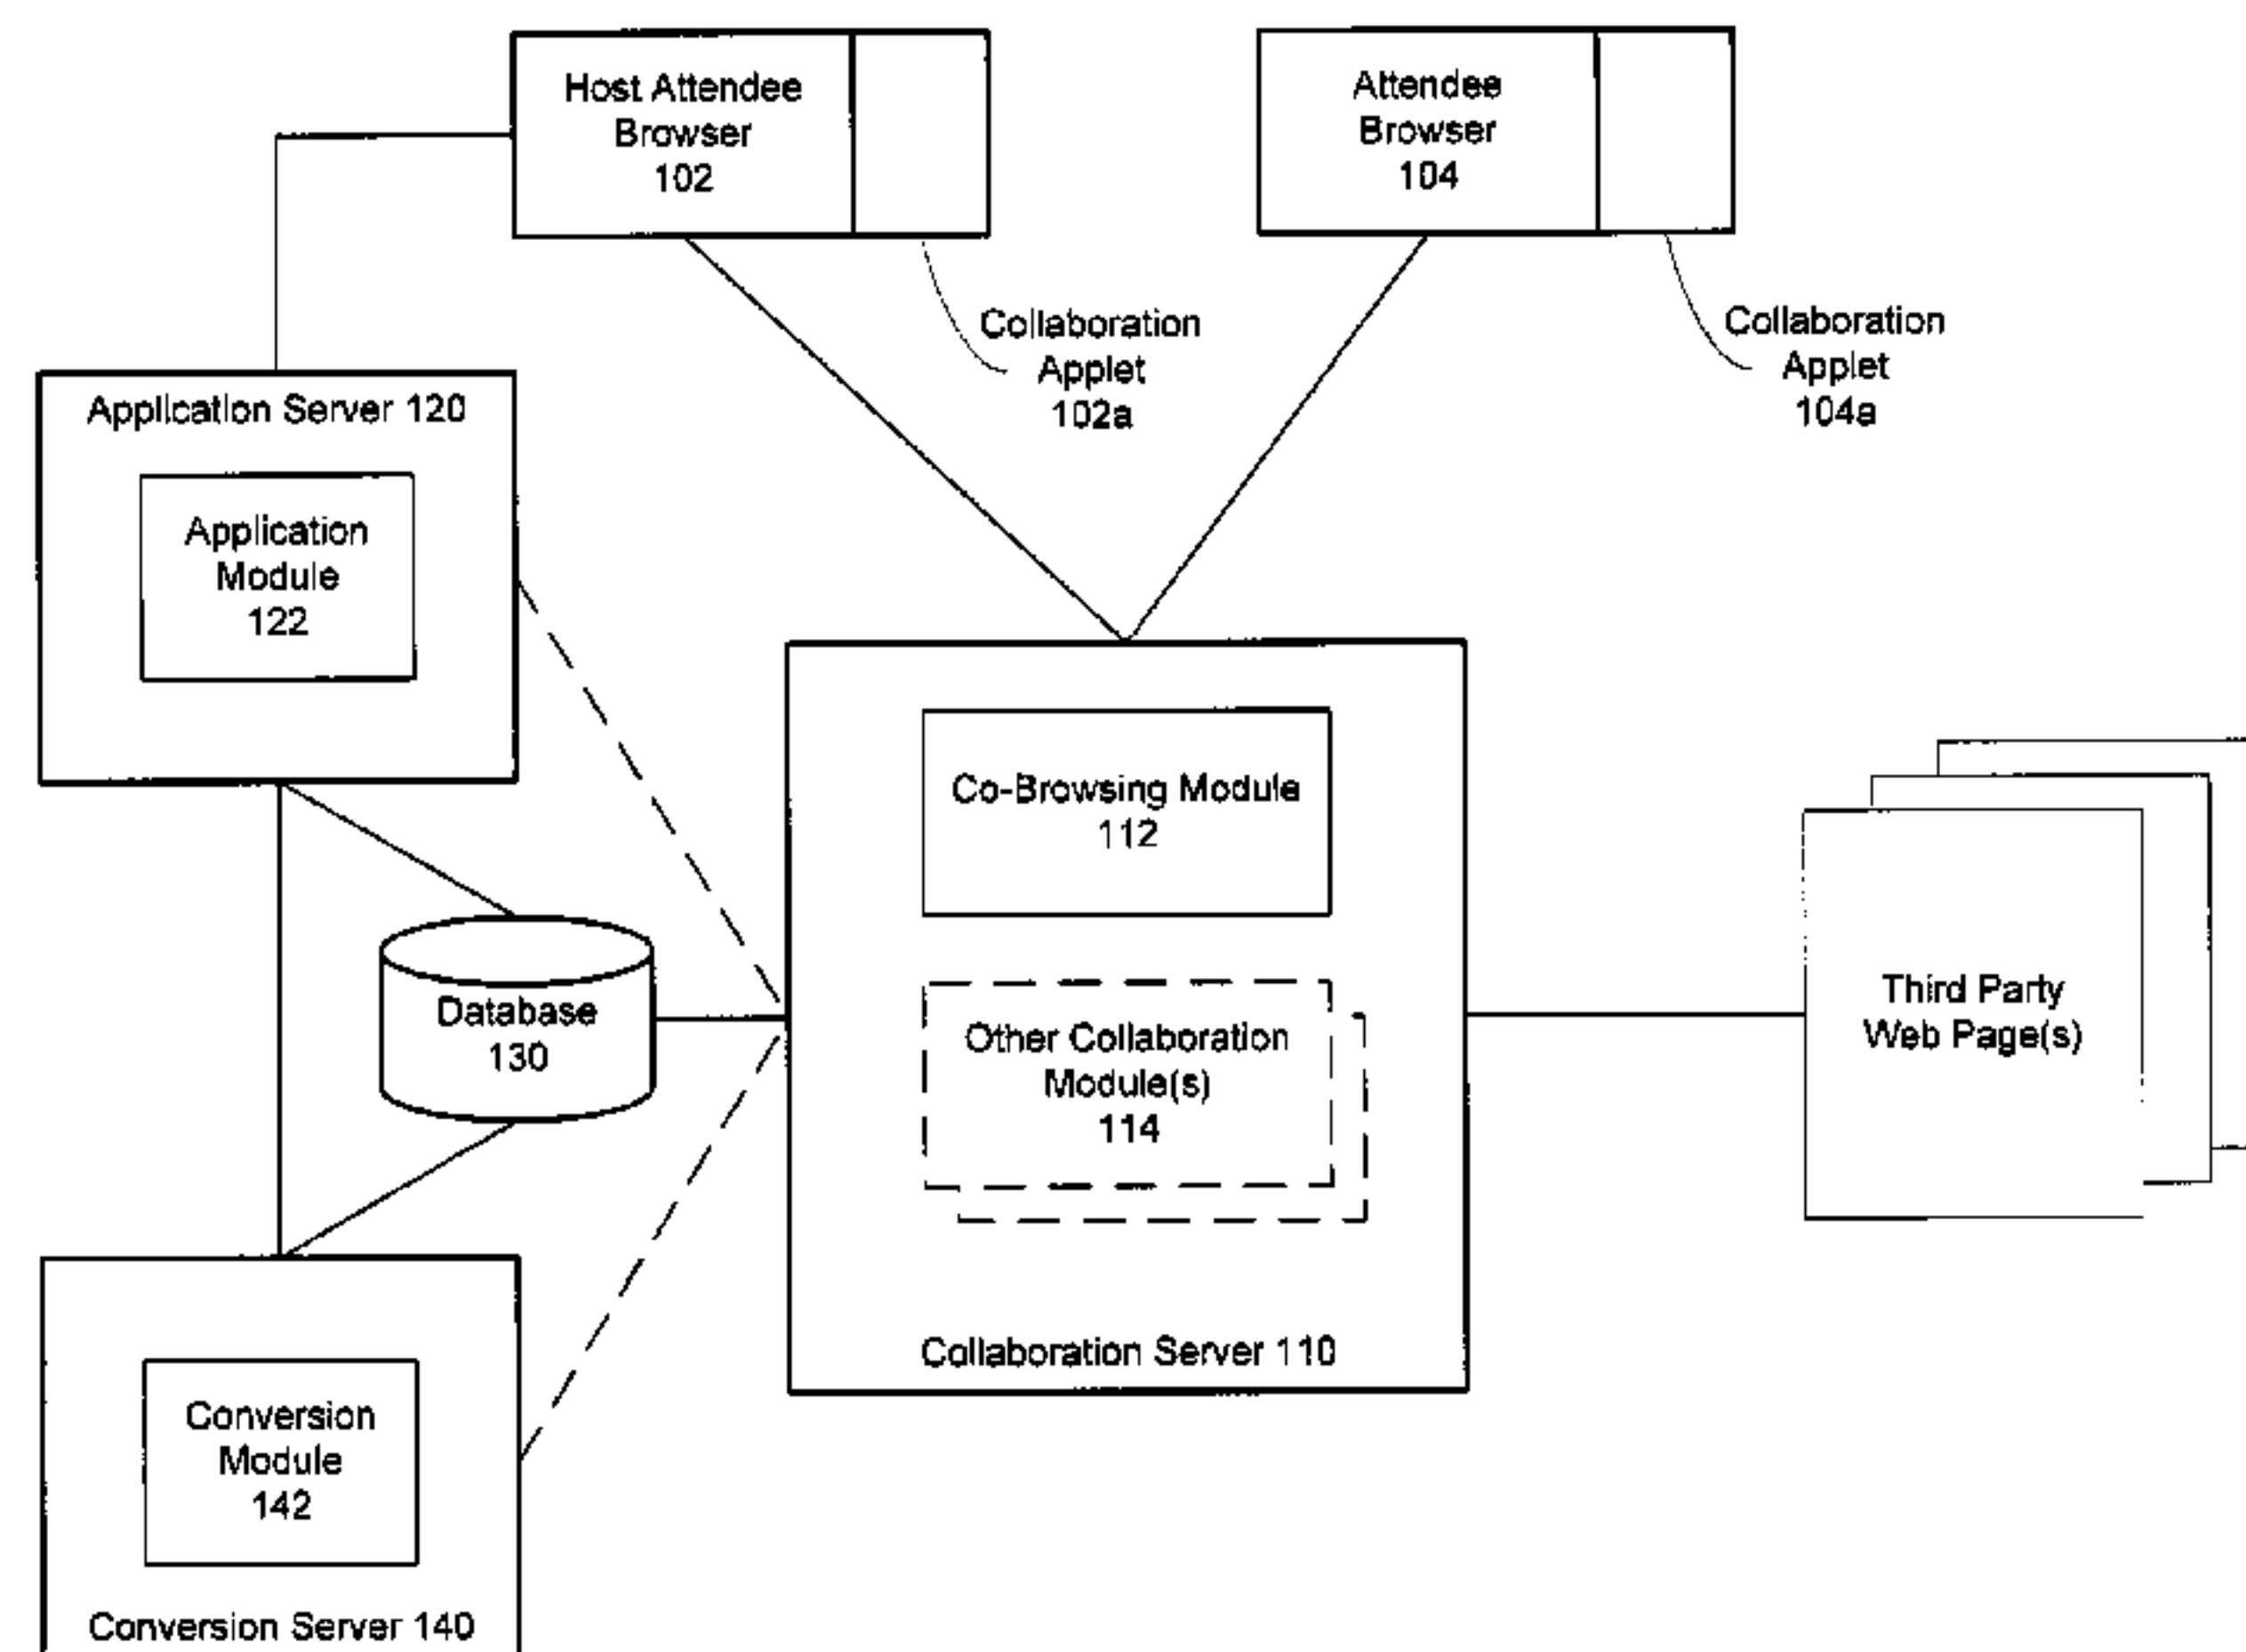 Host Attendee
Browser
102
Attendee
Browser
104
Collaboration
Applet
102a
Collaboration
Applet
104a
Application Server 120
Application
Module
122
Co-Browsing Module
112
Database
130
Other Collaboration
Module(s)
114
Third Party
Web Page(s)
Collaboration Server 110
Conversion
Module
142
Conversion Server 140